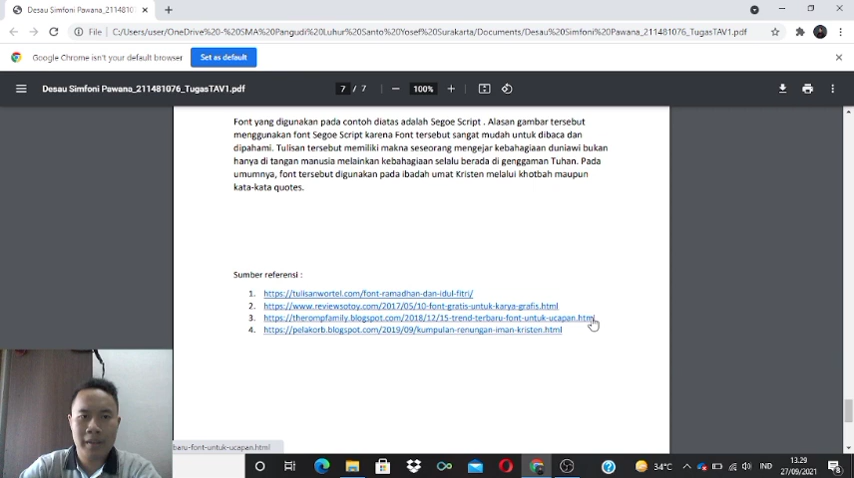 Desau Simfoni Pawana_211481076_
File
C:/Users/user/OneDrive%20-%20SMA%20Pangudi%20Luhur%20Santo%20Yosef%20Surakarta/Documents/Desau%20Simfoni%20Pawana_211481076_TugasTAV1.pdf
Google Chrome isn't your default browser
Set as default
Desau Simfoni Pawana_211481076_TugasTAV1.pdf
7 / 7
100%
Font yang digunakan pada contoh diatas adalah Segoe Script . Alasan gambar tersebut
menggunakan font Segoe Script karena Font tersebut sangat mudah untuk dibaca dan
dipahami. Tulisan tersebut memiliki makna seseorang mengejar kebahagiaan duniawi bukan
hanya di tangan manusia melainkan kebahagiaan selalu berada di genggaman Tuhan. Pada
umumnya, font tersebut digunakan pada ibadah umat Kristen melalui khotbah maupun
kata-kata quotes.
Sumber referensi :
1. https://tulisanwortel.com/font-ramadhan-dan-idul-fitri/
2. https://www.reviewsotoy.com/2017/05/10-font-gratis-untuk-karya-grafis.html
3. https://therompfamily.blogspot.com/2018/12/15-trend-terbaru-font-untuk-ucapan.html
4. https://pelakorb.blogspot.com/2019/09/kumpulan-renungan-iman-kristen.html
baru-font-untuk-ucapan.html
34°C
IND
13.29
27/09/2021